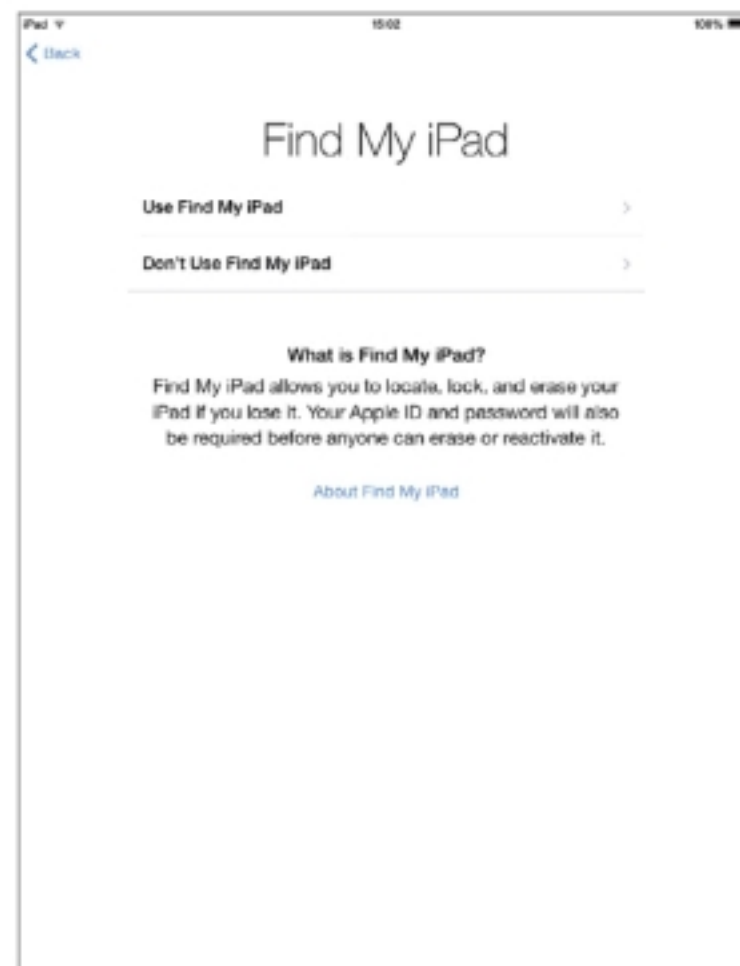 iPad
15:02
100%
Back
Find My iPad
Use Find My iPad
Don't Use Find My iPad
What is Find My iPad?
Find My iPad allows you to locate, lock, and erase your
iPad if you lose it. Your Apple ID and password will also
be required before anyone can erase or reactivate it.
About Find My iPad